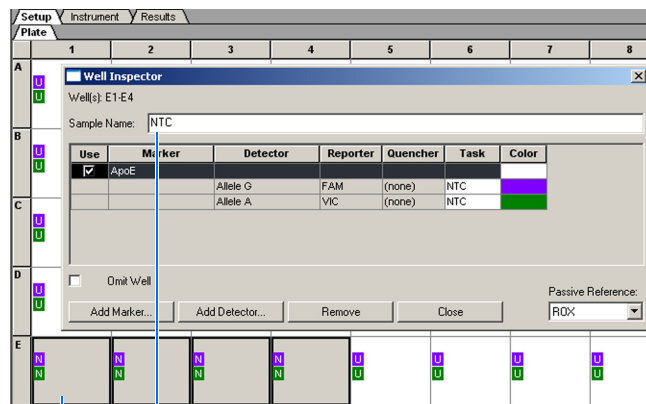 Setup Instrument Results
Plate
1 2 3 4 5 6 7 8
A
Well Inspector
U
Well(s): E1-E4
U
Sample Name: NTC
B
U
Use Marker Detector Reporter Quencher Task Color
U
ApoE
Allele G FAM (none) NTC
C
Allele A VIC (none) NTC
U
U
D
Omit Well
U
Passive Reference:
U
Add Marker... Add Detector... Remove Close ROX
E
N N N N U U U U
N N N N U U U U